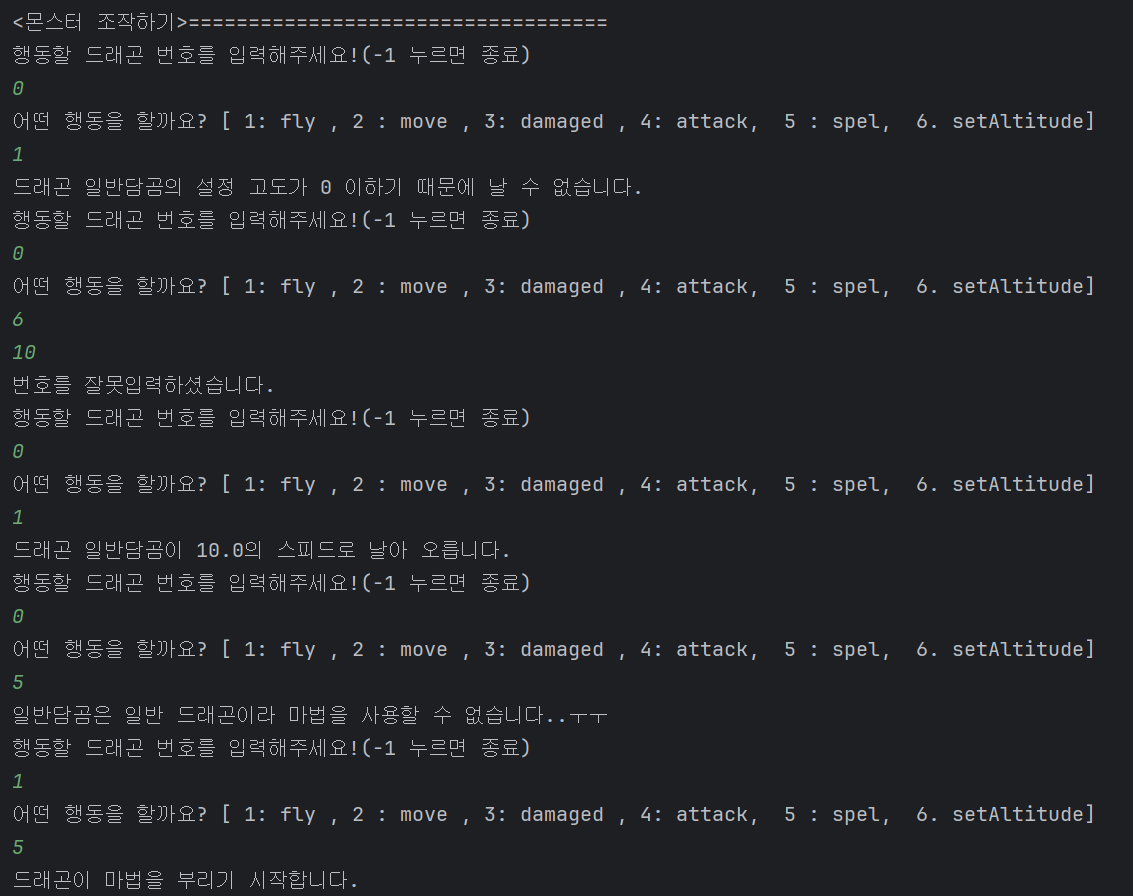 <몬스터 조작하기>===================================
행동할 드래곤 번호를 입력해주세요!(-1 누르면 종료)
0
어떤 행동을 할까요? [ 1: fly , 2 : move , 3: damaged , 4: attack,  5 : spel,  6. setAltitude]
1
드래곤 일반담곰의 설정 고도가 0 이하기 때문에 날 수 없습니다.
행동할 드래곤 번호를 입력해주세요!(-1 누르면 종료)
0
어떤 행동을 할까요? [ 1: fly , 2 : move , 3: damaged , 4: attack,  5 : spel,  6. setAltitude]
6
10
번호를 잘못입력하셨습니다.
행동할 드래곤 번호를 입력해주세요!(-1 누르면 종료)
0
어떤 행동을 할까요? [ 1: fly , 2 : move , 3: damaged , 4: attack,  5 : spel,  6. setAltitude]
1
드래곤 일반담곰이 10.0의 스피드로 날아 오릅니다.
행동할 드래곤 번호를 입력해주세요!(-1 누르면 종료)
0
어떤 행동을 할까요? [ 1: fly , 2 : move , 3: damaged , 4: attack,  5 : spel,  6. setAltitude]
5
일반담곰은 일반 드래곤이라 마법을 사용할 수 없습니다..ㅜㅜ
행동할 드래곤 번호를 입력해주세요!(-1 누르면 종료)
1
어떤 행동을 할까요? [ 1: fly , 2 : move , 3: damaged , 4: attack,  5 : spel,  6. setAltitude]
5
드래곤이 마법을 부리기 시작합니다.